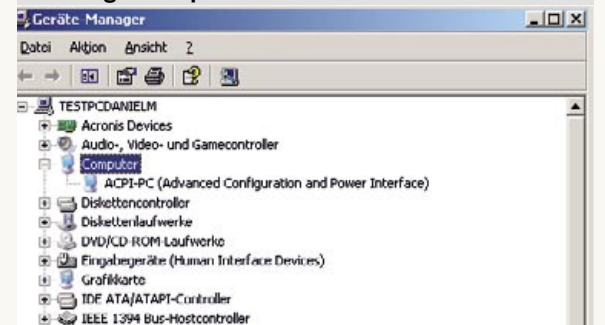 Geräte-Manager
Datei Aktion Ansicht ?
TESTPCDANIELM
Acronis Devices
Audio-, Video- und Gamecontroller
Computer
ACPI-PC (Advanced Configuration and Power Interface)
Diskettencontroller
Diskettenlaufwerke
DVD/CD-ROM-Laufwerke
Eingabegeräte (Human Interface Devices)
Grafikkarte
IDE ATA/ATAPI-Controller
IEEE 1394 Bus-Hostcontroller